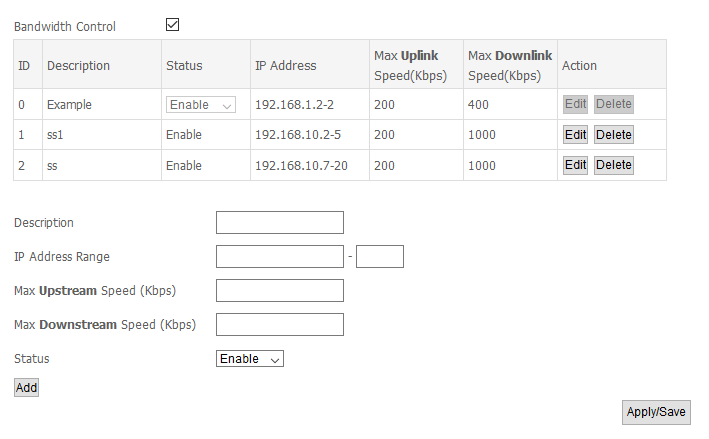 Bandwidth Control
ID Description Status IP Address Max Uplink Speed(Kbps) Max Downlink Speed(Kbps) Action
0 Example Enable 192.168.1.2-2 200 400 Edit Delete
1 ss1 Enable 192.168.10.2-5 200 1000 Edit Delete
2 ss Enable 192.168.10.7-20 200 1000 Edit Delete
Description
IP Address Range -
Max Upstream Speed (Kbps)
Max Downstream Speed (Kbps)
Status Enable
Add
Apply/Save